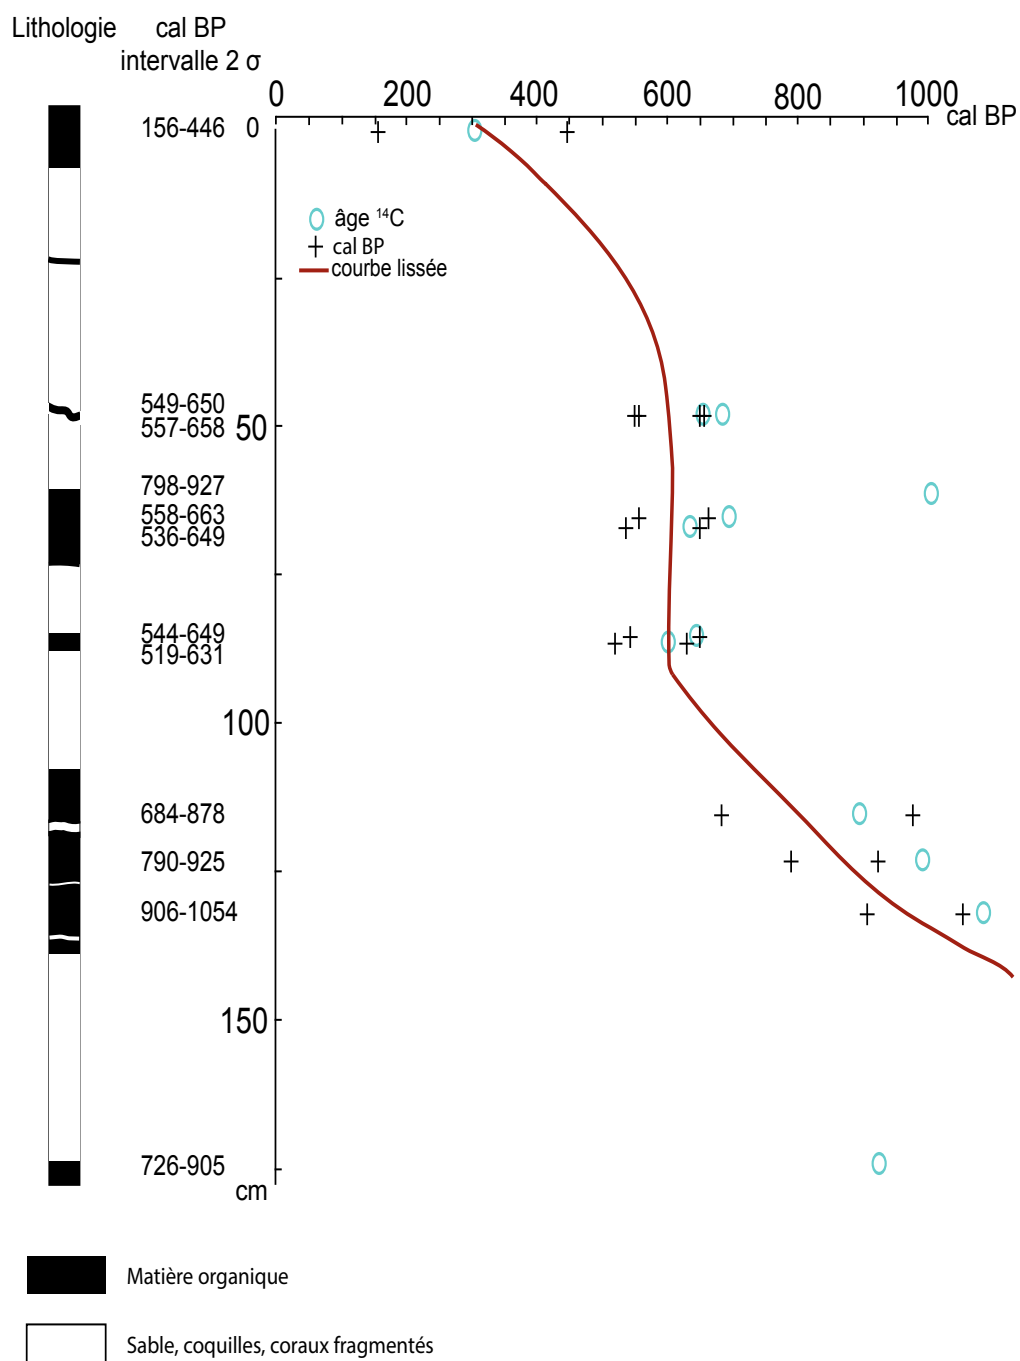 Lithologie cal BP
intervalle 2 σ
0 200 400 600 800 1000
cal BP
156-446 0
âge ¹⁴C
cal BP
courbe lissée
549-650
557-658 50
798-927
558-663
536-649
544-649
519-631
100
684-878
790-925
906-1054
150
726-905
cm
Matière organique
Sable, coquilles, coraux fragmentés